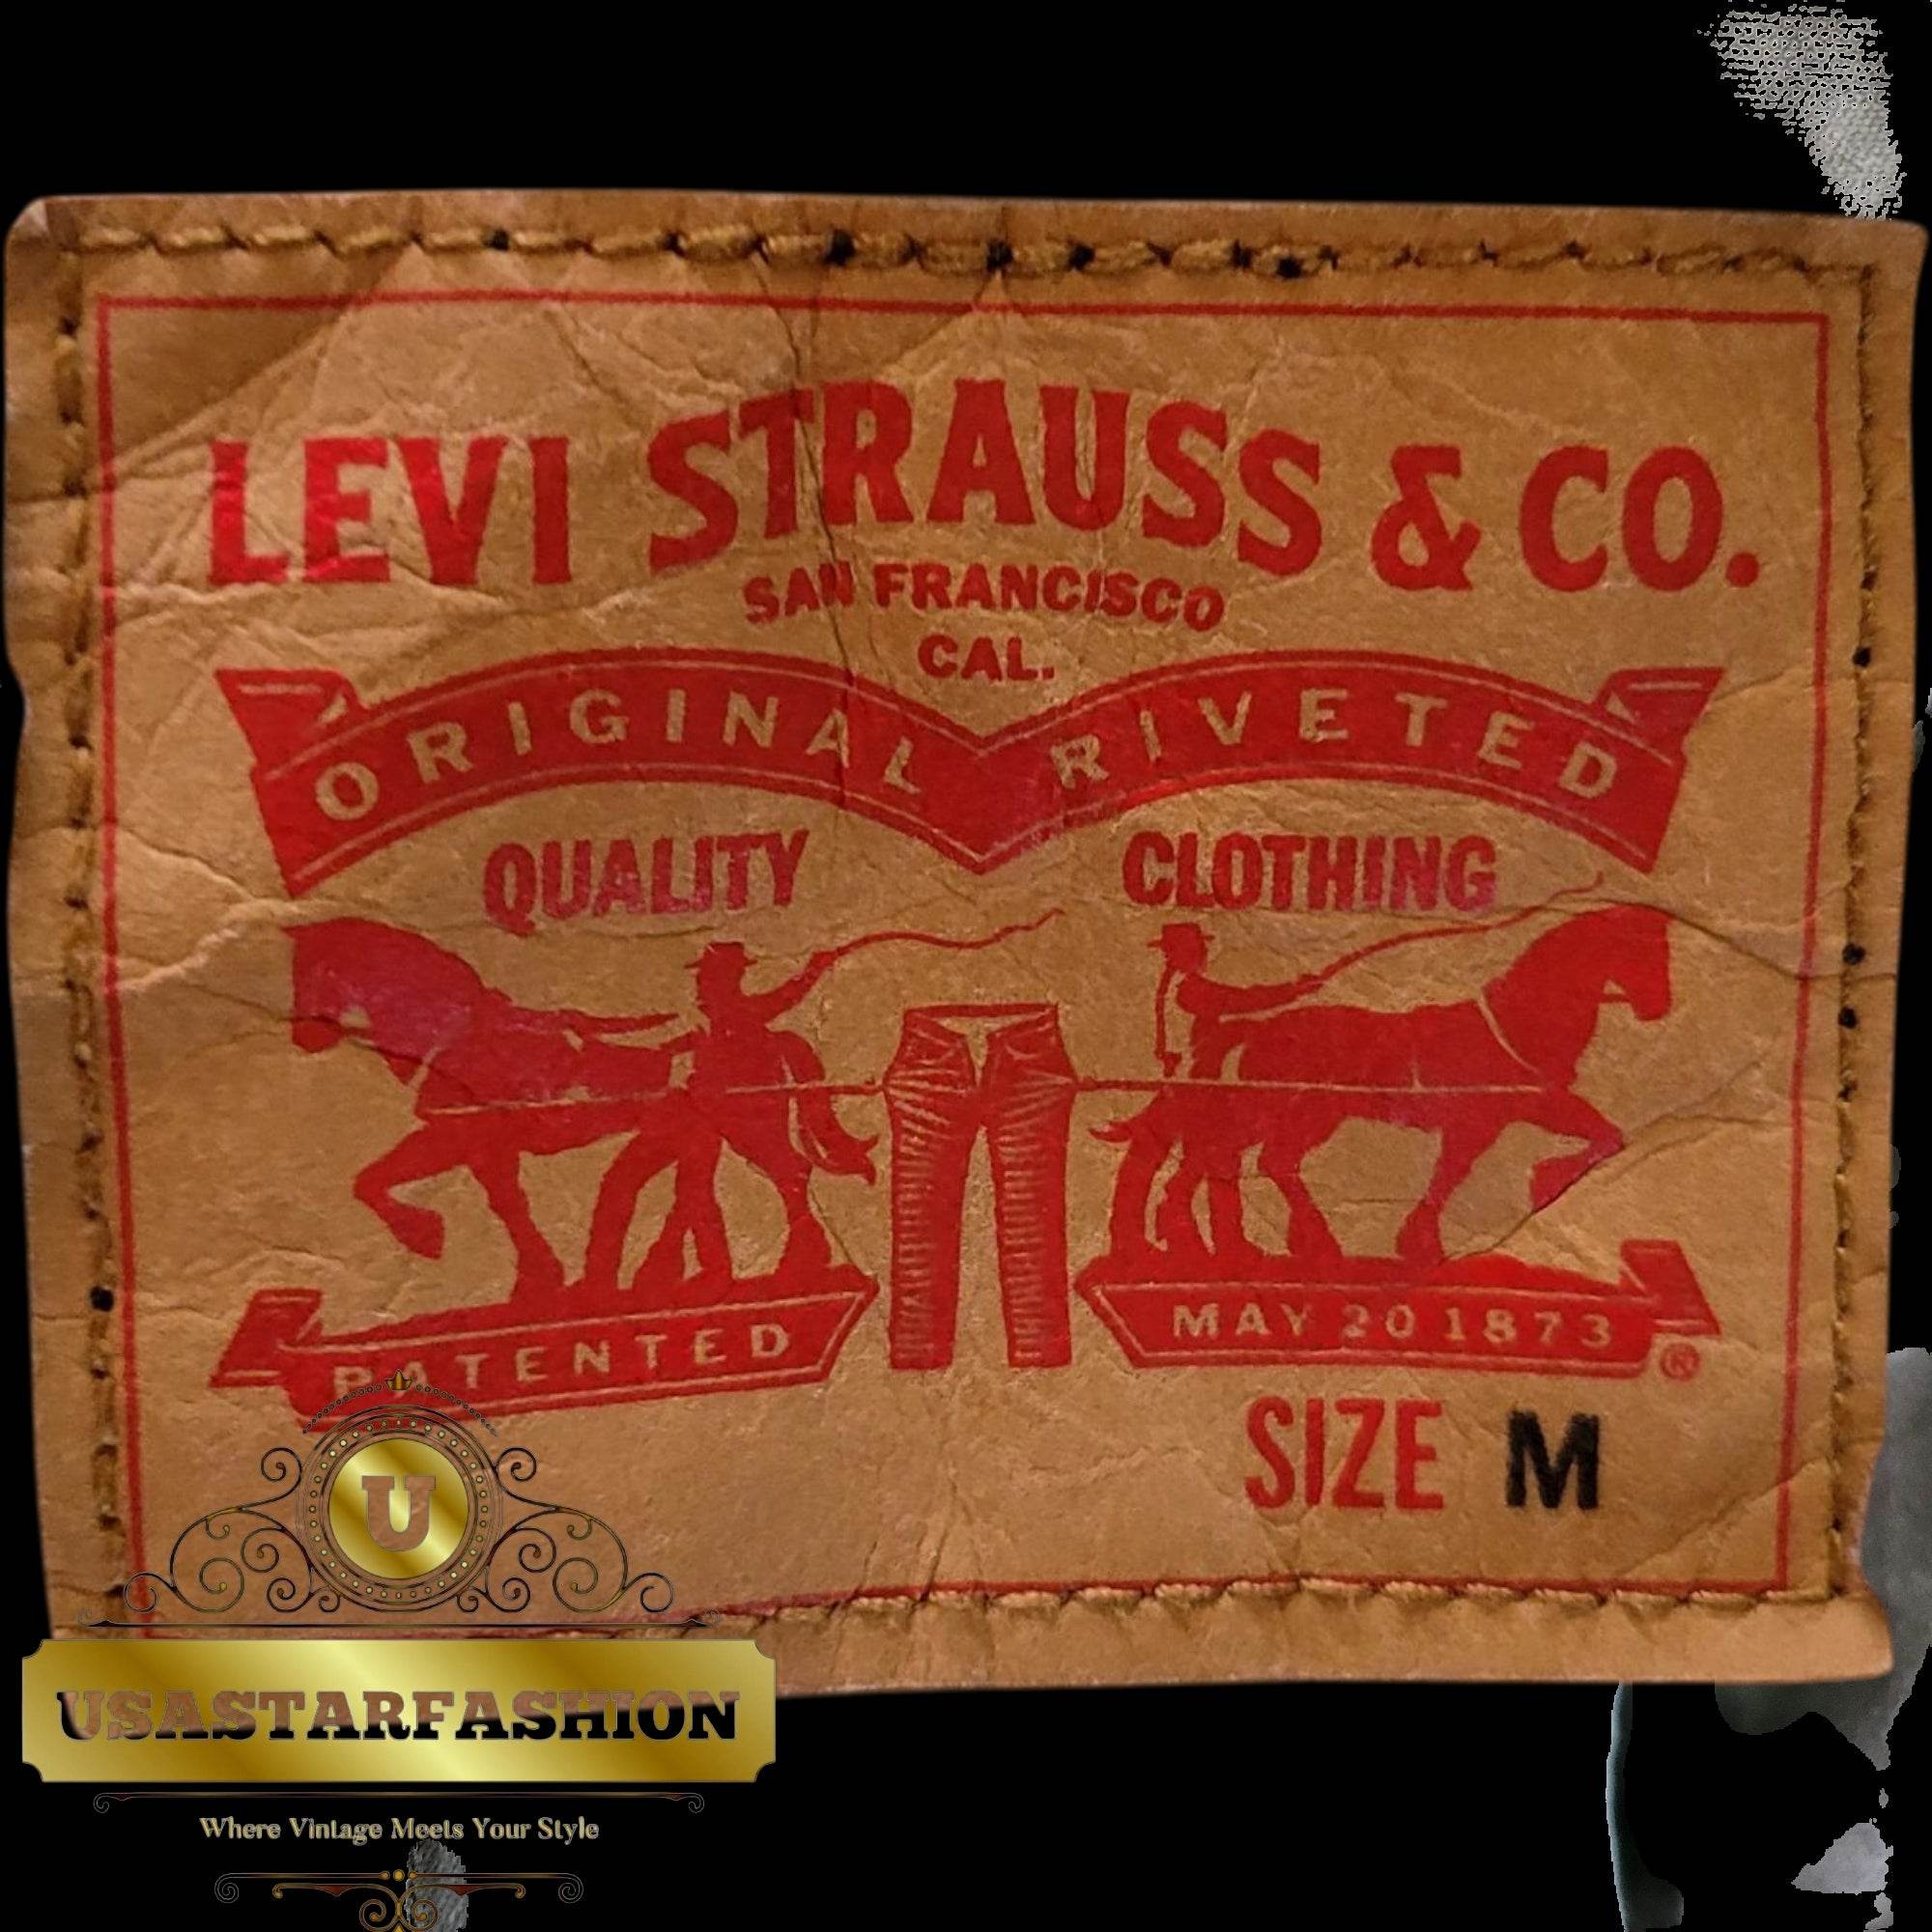 LEVI STRAUSS & CO.
SAN FRANCISCO
CAL.
ORIGINAL RIVETED
QUALITY CLOTHING
PATENTED MAY 20 1873 ®
SIZE M
U
USASTARFASHION
Where Vintage Meets Your Style